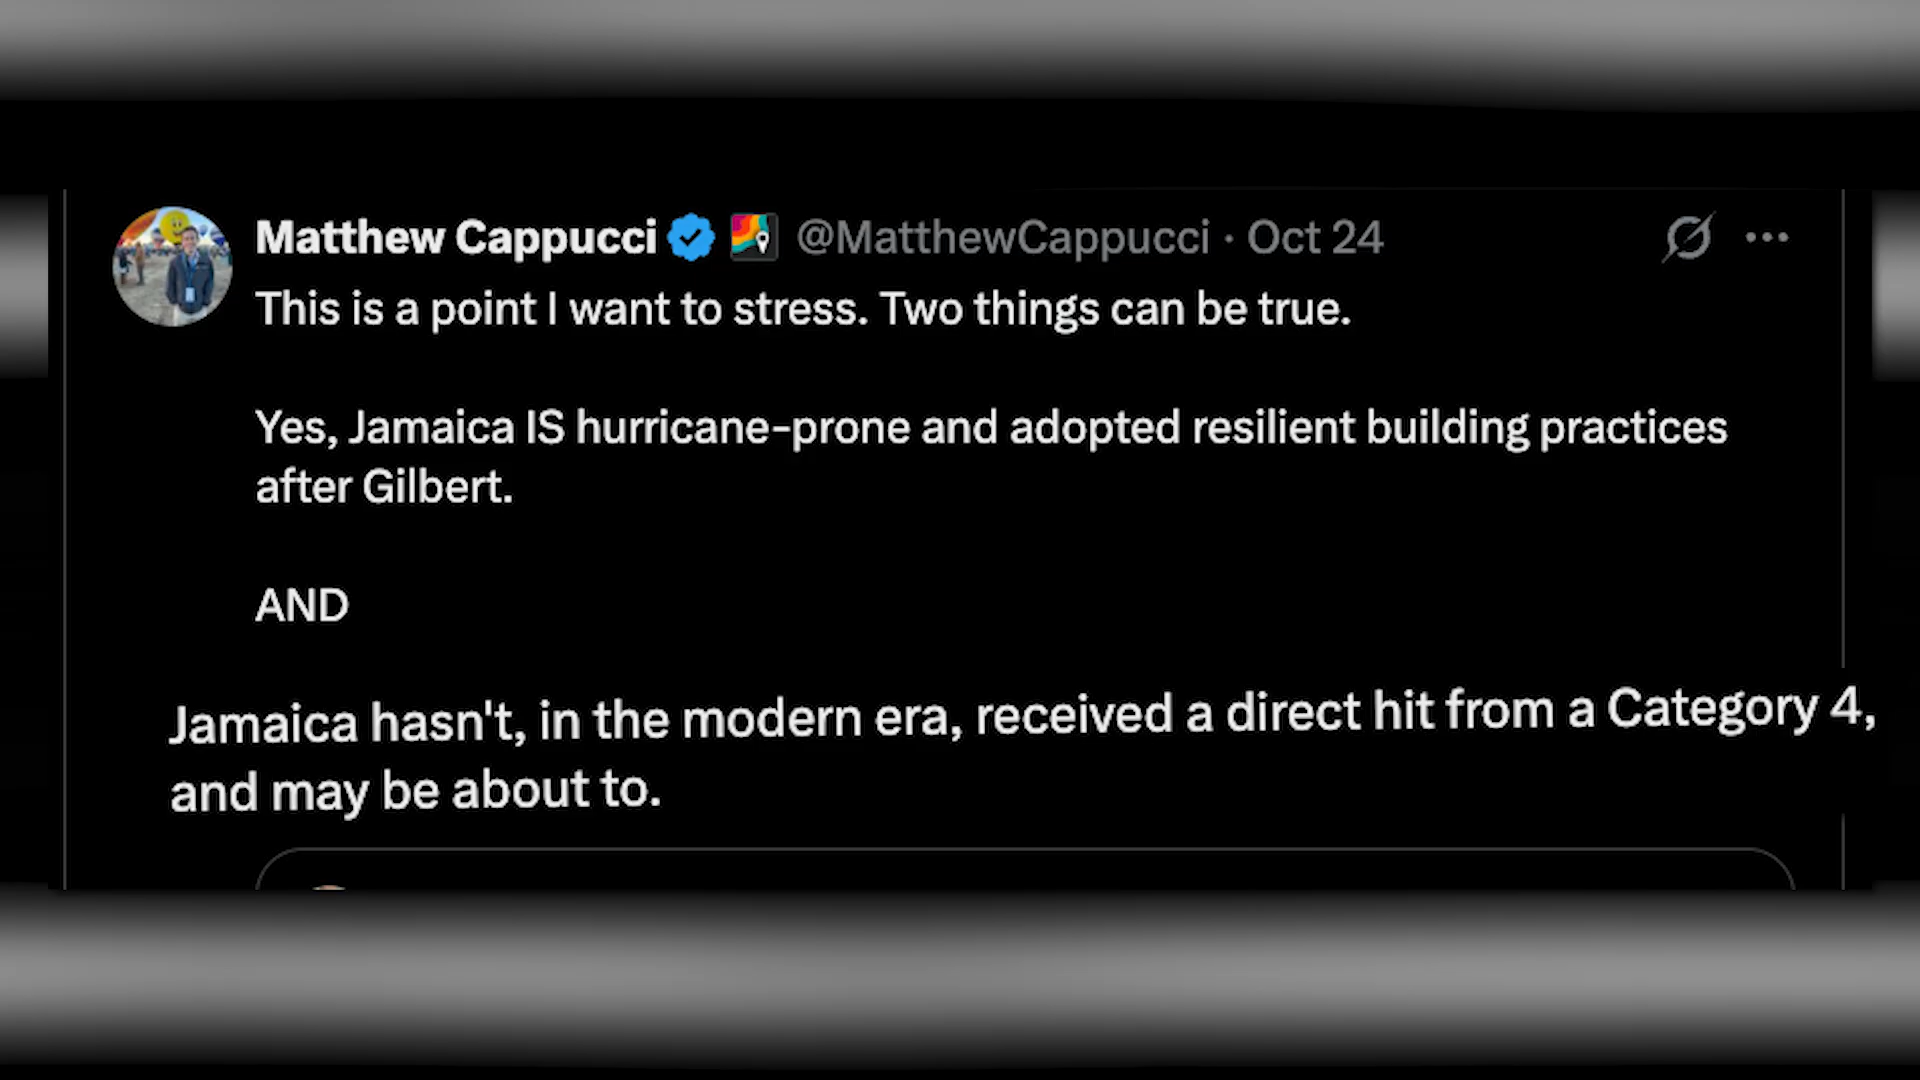 Matthew Cappucci @MatthewCappucci · Oct 24
This is a point I want to stress. Two things can be true.
Yes, Jamaica IS hurricane-prone and adopted resilient building practices
after Gilbert.
AND
Jamaica hasn't, in the modern era, received a direct hit from a Category 4,
and may be about to.